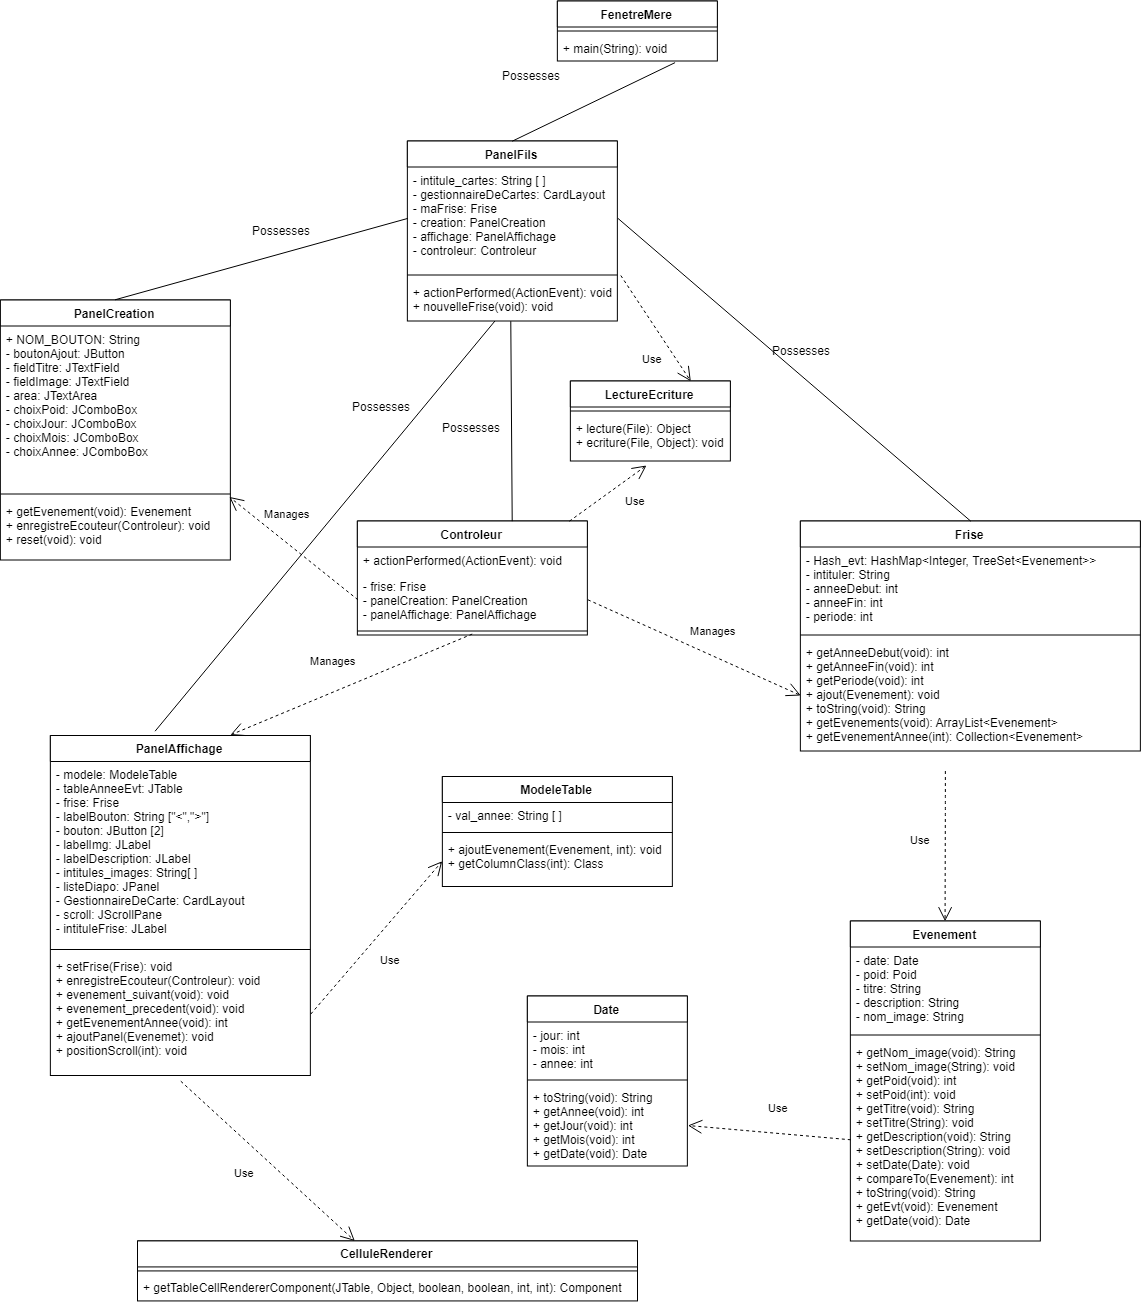 FenetreMere
+ main(String): void
Possesses
PanelFils
- intitule_cartes: String [ ]
- gestionnaireDeCartes: CardLayout
- maFrise: Frise
- creation: PanelCreation
- affichage: PanelAffichage
- controleur: Controleur
+ actionPerformed(ActionEvent): void
+ nouvelleFrise(void): void
Possesses
PanelCreation
+ NOM_BOUTON: String
- boutonAjout: JButton
- fieldTitre: JTextField
- fieldImage: JTextField
- area: JTextArea
- choixPoid: JComboBox
- choixJour: JComboBox
- choixMois: JComboBox
- choixAnnee: JComboBox
+ getEvenement(void): Evenement
+ enregistreEcouteur(Controleur): void
+ reset(void): void
Use
Possesses
LectureEcriture
+ lecture(File): Object
+ ecriture(File, Object): void
Possesses
Possesses
Use
Manages
Controleur
+ actionPerformed(ActionEvent): void
- frise: Frise
- panelCreation: PanelCreation
- panelAffichage: PanelAffichage
Frise
- Hash_evt: HashMap<Integer, TreeSet<Evenement>>
- intituler: String
- anneeDebut: int
- anneeFin: int
- periode: int
+ getAnneeDebut(void): int
+ getAnneeFin(void): int
+ getPeriode(void): int
+ ajout(Evenement): void
+ toString(void): String
+ getEvenements(void): ArrayList<Evenement>
+ getEvenementAnnee(int): Collection<Evenement>
Manages
Manages
PanelAffichage
- modele: ModeleTable
- tableAnneeEvt: JTable
- frise: Frise
- labelBouton: String ["<",">"]
- bouton: JButton [2]
- labelImg: JLabel
- labelDescription: JLabel
- intitules_images: String[ ]
- listeDiapo: JPanel
- GestionnaireDeCarte: CardLayout
- scroll: JScrollPane
- intituleFrise: JLabel
+ setFrise(Frise): void
+ enregistreEcouteur(Controleur): void
+ evenement_suivant(void): void
+ evenement_precedent(void): void
+ getEvenementAnnee(void): int
+ ajoutPanel(Evenemet): void
+ positionScroll(int): void
ModeleTable
- val_annee: String [ ]
+ ajoutEvenement(Evenement, int): void
+ getColumnClass(int): Class
Use
Use
Evenement
- date: Date
- poid: Poid
- titre: String
- description: String
- nom_image: String
+ getNom_image(void): String
+ setNom_image(String): void
+ getPoid(void): int
+ setPoid(int): void
+ getTitre(void): String
+ setTitre(String): void
+ getDescription(void): String
+ setDescription(String): void
+ setDate(Date): void
+ compareTo(Evenement): int
+ toString(void): String
+ getEvt(void): Evenement
+ getDate(void): Date
Date
- jour: int
- mois: int
- annee: int
+ toString(void): String
+ getAnnee(void): int
+ getJour(void): int
+ getMois(void): int
+ getDate(void): Date
Use
Use
CelluleRenderer
+ getTableCellRendererComponent(JTable, Object, boolean, boolean, int, int): Component